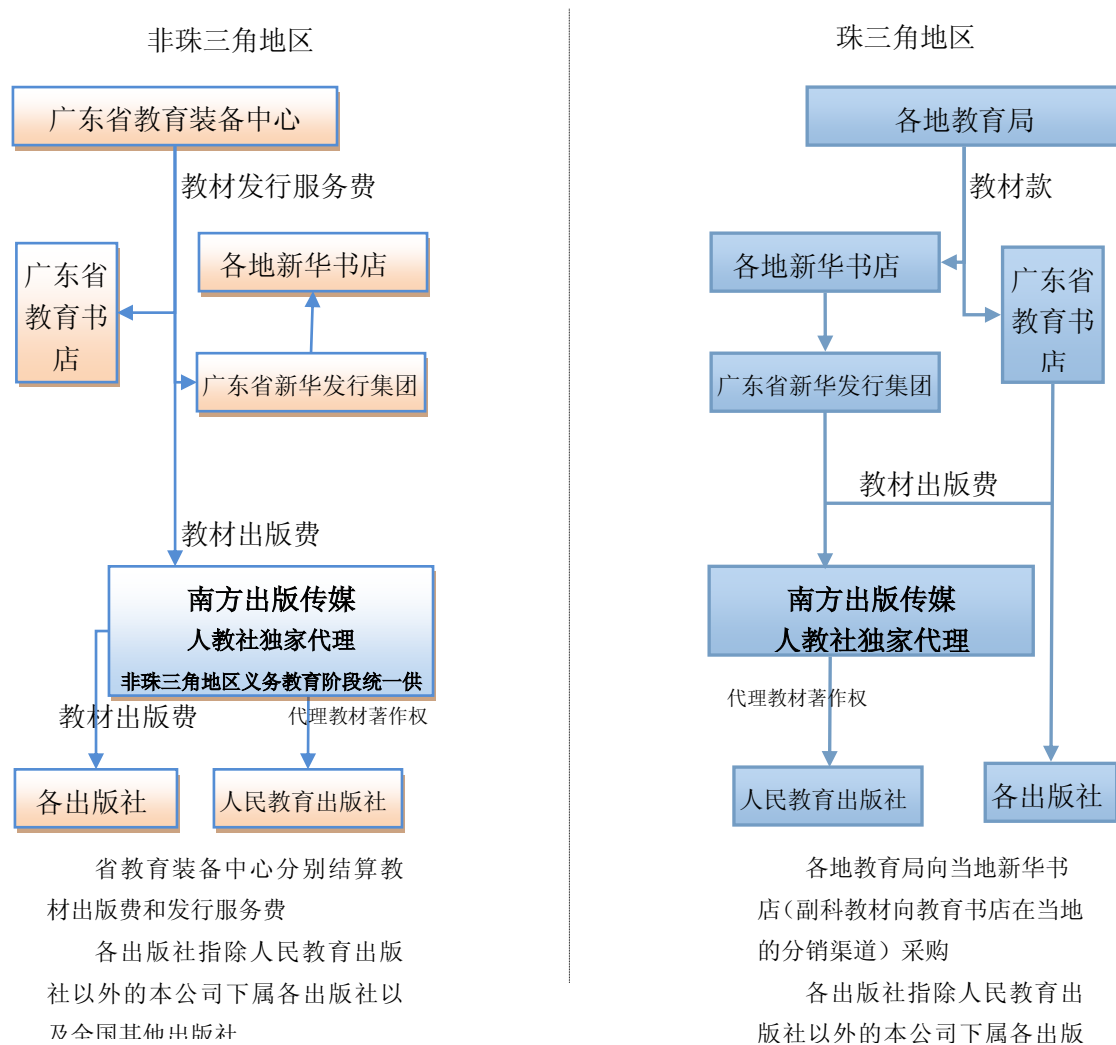 非珠三角地区
广东省教育装备中心
教材发行服务费
广东省
教育书
店
各地新华书店
广东省新华发行集团
教材出版费
南方出版传媒
人教社独家代理
非珠三角地区义务教育阶段统一供
教材出版费
代理教材著作权
各出版社
人民教育出版社
省教育装备中心分别结算教
材出版费和发行服务费
各出版社指除人民教育出版
社以外的本公司下属各出版社以
及全国其他出版社
珠三角地区
各地教育局
教材款
各地新华书店
广东省
教育书
店
广东省新华发行集团
教材出版费
南方出版传媒
人教社独家代理
代理教材著作权
人民教育出版社
各出版社
各地教育局向当地新华书
店（副科教材向教育书店在当地
的分销渠道）采购
各出版社指除人民教育出
版社以外的本公司下属各出版